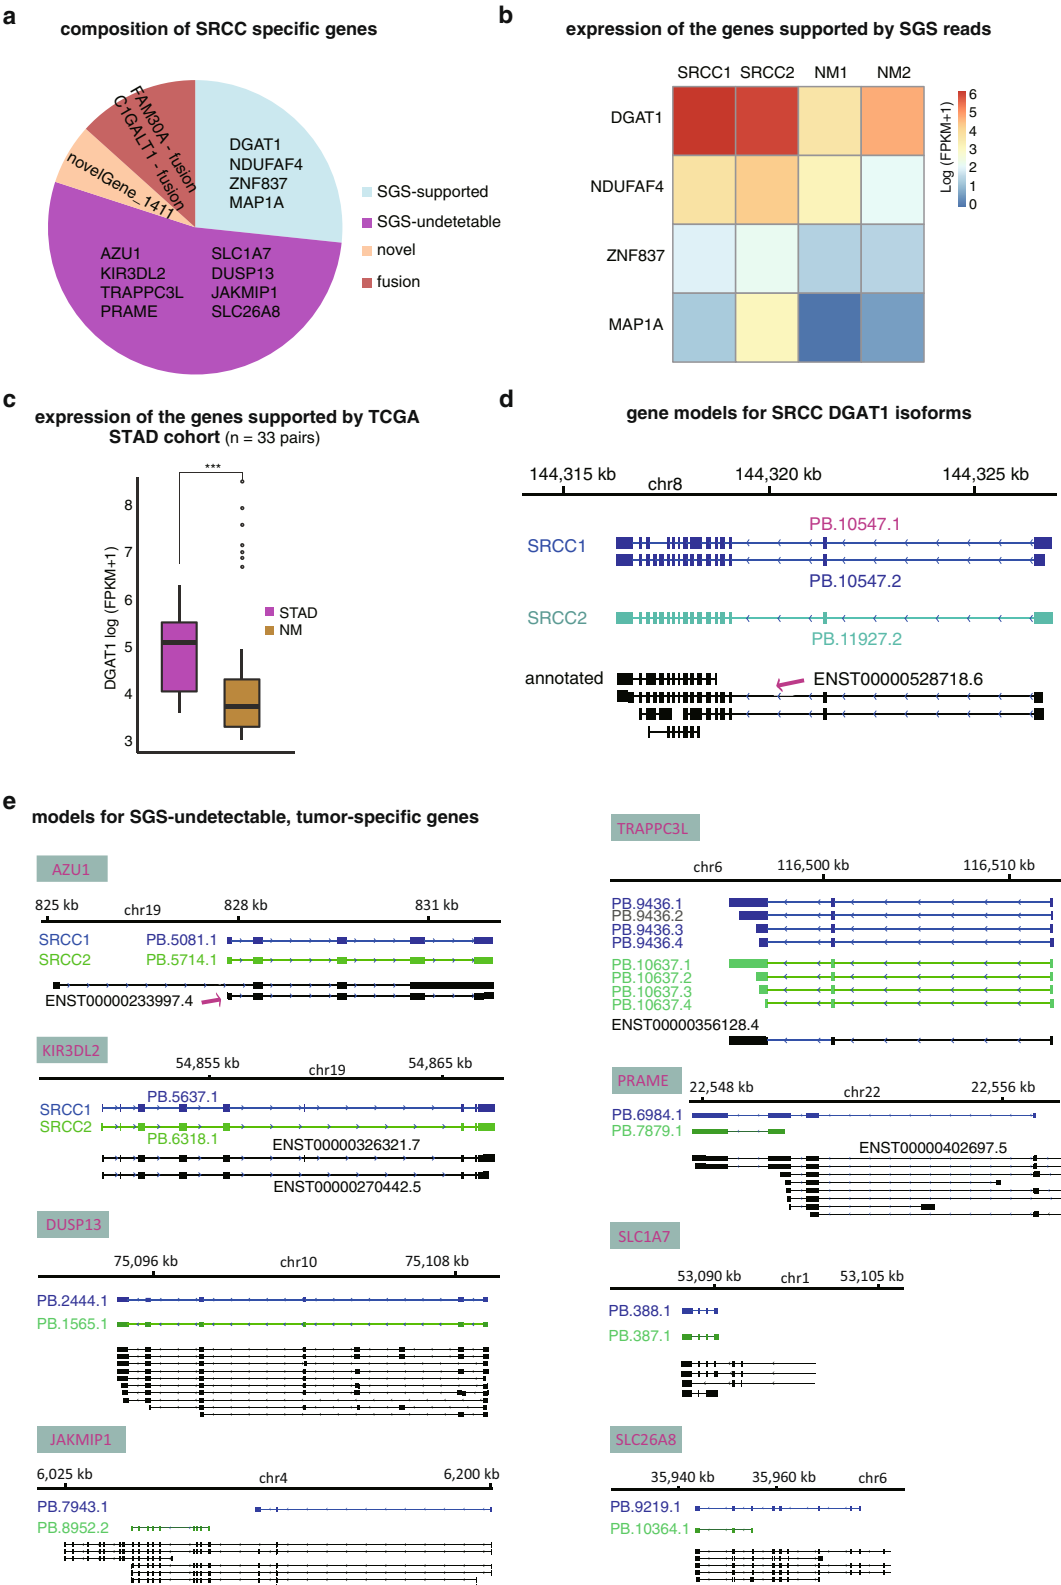 a
composition of SRCC specific genes
FAM30A - fusion
C1GALT1 - fusion
novelGene_1411
DGAT1
NDUFAF4
ZNF837
MAP1A
AZU1 SLC1A7
KIR3DL2 DUSP13
TRAPPC3L JAKMIP1
PRAME SLC26A8
SGS-supported
SGS-undetetable
novel
fusion
b
expression of the genes supported by SGS reads
SRCC1 SRCC2 NM1 NM2
DGAT1
NDUFAF4
ZNF837
MAP1A
Log (FPKM+1)
6
5
4
3
2
1
0
c
expression of the genes supported by TCGA
STAD cohort (n = 33 pairs)
***
DGAT1 log (FPKM+1)
8
7
6
5
4
3
STAD
NM
d
gene models for SRCC DGAT1 isoforms
144,315 kb chr8 144,320 kb 144,325 kb
PB.10547.1
SRCC1
PB.10547.2
SRCC2
PB.11927.2
annotated
ENST00000528718.6
e
models for SGS-undetectable, tumor-specific genes
AZU1
825 kb chr19 828 kb 831 kb
SRCC1 PB.5081.1
SRCC2 PB.5714.1
ENST00000233997.4
KIR3DL2
54,855 kb chr19 54,865 kb
PB.5637.1
SRCC1
SRCC2
PB.6318.1
ENST00000326321.7
ENST00000270442.5
DUSP13
75,096 kb chr10 75,108 kb
PB.2444.1
PB.1565.1
JAKMIP1
6,025 kb chr4 6,200 kb
PB.7943.1
PB.8952.2
TRAPPC3L
chr6 116,500 kb 116,510 kb
PB.9436.1
PB.9436.2
PB.9436.3
PB.9436.4
PB.10637.1
PB.10637.2
PB.10637.3
PB.10637.4
ENST00000356128.4
PRAME
22,548 kb chr22 22,556 kb
PB.6984.1
PB.7879.1
ENST00000402697.5
SLC1A7
53,090 kb chr1 53,105 kb
PB.388.1
PB.387.1
SLC26A8
35,940 kb 35,960 kb chr6
PB.9219.1
PB.10364.1